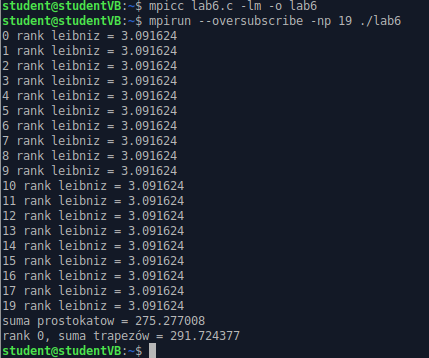 student@studentVB:~$ mpicc lab6.c -lm -o lab6
student@studentVB:~$ mpirun --oversubscribe -np 19 ./lab6
0 rank leibniz = 3.091624
1 rank leibniz = 3.091624
2 rank leibniz = 3.091624
3 rank leibniz = 3.091624
4 rank leibniz = 3.091624
5 rank leibniz = 3.091624
6 rank leibniz = 3.091624
7 rank leibniz = 3.091624
8 rank leibniz = 3.091624
9 rank leibniz = 3.091624
10 rank leibniz = 3.091624
11 rank leibniz = 3.091624
12 rank leibniz = 3.091624
13 rank leibniz = 3.091624
14 rank leibniz = 3.091624
15 rank leibniz = 3.091624
16 rank leibniz = 3.091624
17 rank leibniz = 3.091624
19 rank leibniz = 3.091624
suma prostokatow = 275.277008
rank 0, suma trapezów = 291.724377
student@studentVB:~$